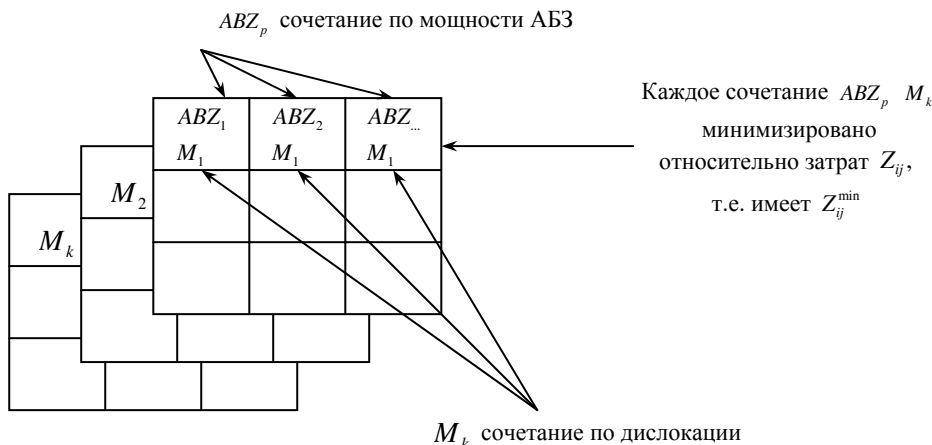 ABZ_p сочетание по мощности АБЗ
ABZ_1 ABZ_2 ABZ_...
M_1 M_1 M_1
M_2
M_k
Каждое сочетание ABZ_p M_k
минимизировано
относительно затрат Z_ij,
т.е. имеет Z_ij^min
M_k сочетание по дислокации